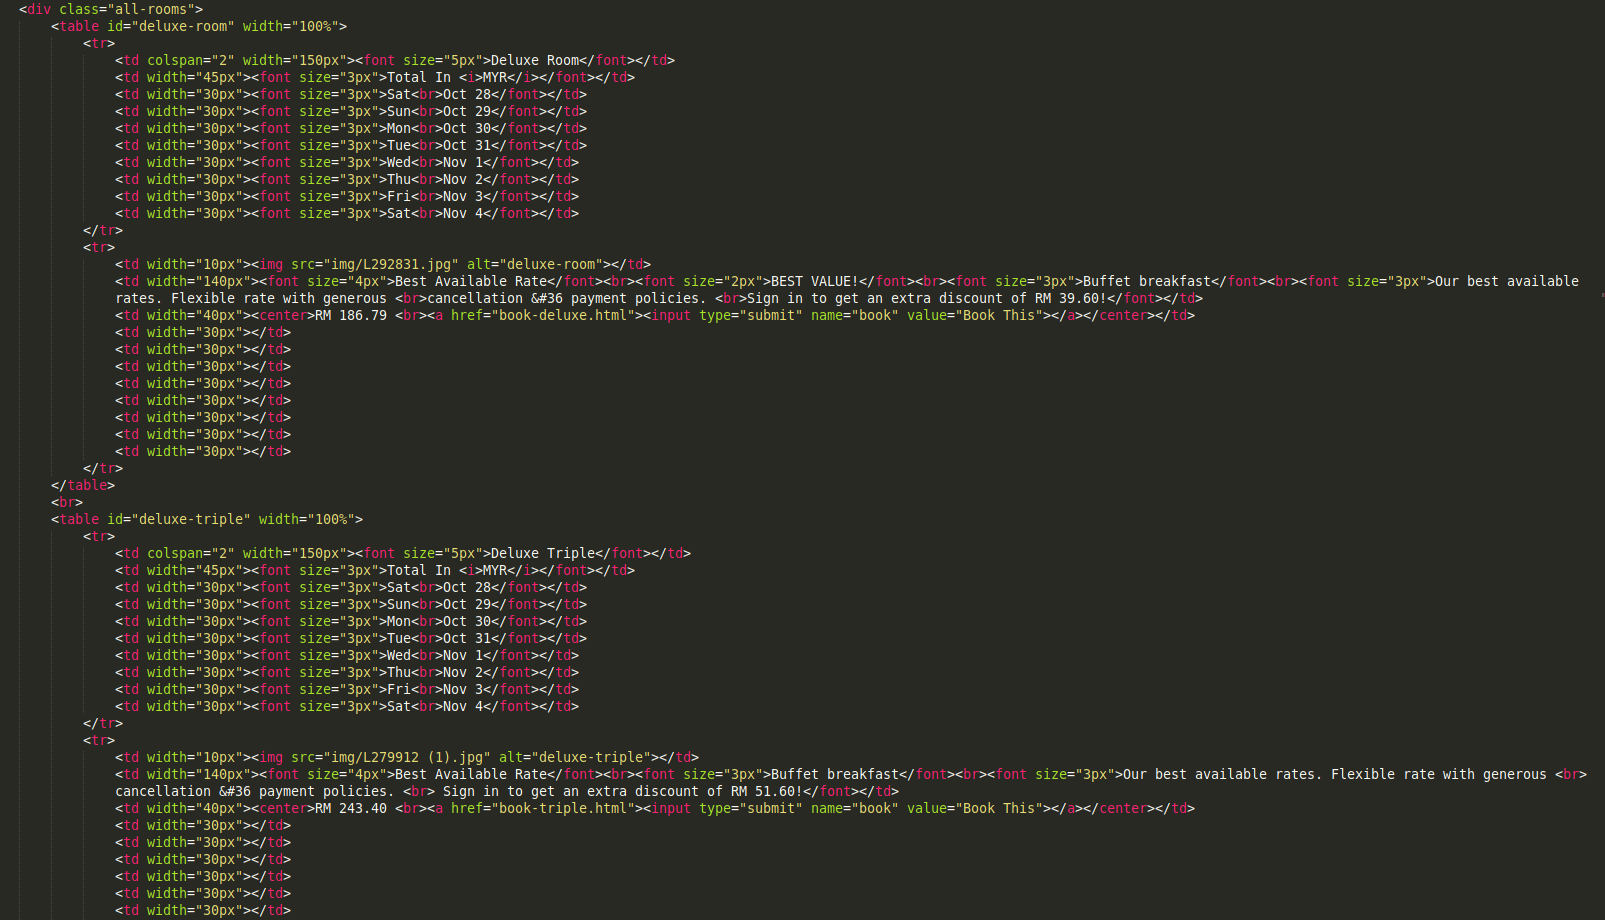 <div class="all-rooms">
<table id="deluxe-room" width="100%">
<tr>
<td colspan="2" width="150px"><font size="5px">Deluxe Room</font></td>
<td width="45px"><font size="3px">Total In <i>MYR</i></font></td>
<td width="30px"><font size="3px">Sat<br>Oct 28</font></td>
<td width="30px"><font size="3px">Sun<br>Oct 29</font></td>
<td width="30px"><font size="3px">Mon<br>Oct 30</font></td>
<td width="30px"><font size="3px">Tue<br>Oct 31</font></td>
<td width="30px"><font size="3px">Wed<br>Nov 1</font></td>
<td width="30px"><font size="3px">Thu<br>Nov 2</font></td>
<td width="30px"><font size="3px">Fri<br>Nov 3</font></td>
<td width="30px"><font size="3px">Sat<br>Nov 4</font></td>
</tr>
<tr>
<td width="10px"><img src="img/L292831.jpg" alt="deluxe-room"></td>
<td width="140px"><font size="4px">Best Available Rate</font><br><font size="2px">BEST VALUE!</font><br><font size="3px">Buffet breakfast</font><br><font size="3px">Our best available
rates. Flexible rate with generous <br>cancellation &#36 payment policies. <br>Sign in to get an extra discount of RM 39.60!</font></td>
<td width="40px"><center>RM 186.79 <br><a href="book-deluxe.html"><input type="submit" name="book" value="Book This"></a></center></td>
<td width="30px"></td>
<td width="30px"></td>
<td width="30px"></td>
<td width="30px"></td>
<td width="30px"></td>
<td width="30px"></td>
<td width="30px"></td>
<td width="30px"></td>
</tr>
</table>
<br>
<table id="deluxe-triple" width="100%">
<tr>
<td colspan="2" width="150px"><font size="5px">Deluxe Triple</font></td>
<td width="45px"><font size="3px">Total In <i>MYR</i></font></td>
<td width="30px"><font size="3px">Sat<br>Oct 28</font></td>
<td width="30px"><font size="3px">Sun<br>Oct 29</font></td>
<td width="30px"><font size="3px">Mon<br>Oct 30</font></td>
<td width="30px"><font size="3px">Tue<br>Oct 31</font></td>
<td width="30px"><font size="3px">Wed<br>Nov 1</font></td>
<td width="30px"><font size="3px">Thu<br>Nov 2</font></td>
<td width="30px"><font size="3px">Fri<br>Nov 3</font></td>
<td width="30px"><font size="3px">Sat<br>Nov 4</font></td>
</tr>
<tr>
<td width="10px"><img src="img/L279912 (1).jpg" alt="deluxe-triple"></td>
<td width="140px"><font size="4px">Best Available Rate</font><br><font size="3px">Buffet breakfast</font><br><font size="3px">Our best available rates. Flexible rate with generous <br>
cancellation &#36 payment policies. <br> Sign in to get an extra discount of RM 51.60!</font></td>
<td width="40px"><center>RM 243.40 <br><a href="book-triple.html"><input type="submit" name="book" value="Book This"></a></center></td>
<td width="30px"></td>
<td width="30px"></td>
<td width="30px"></td>
<td width="30px"></td>
<td width="30px"></td>
<td width="30px"></td>